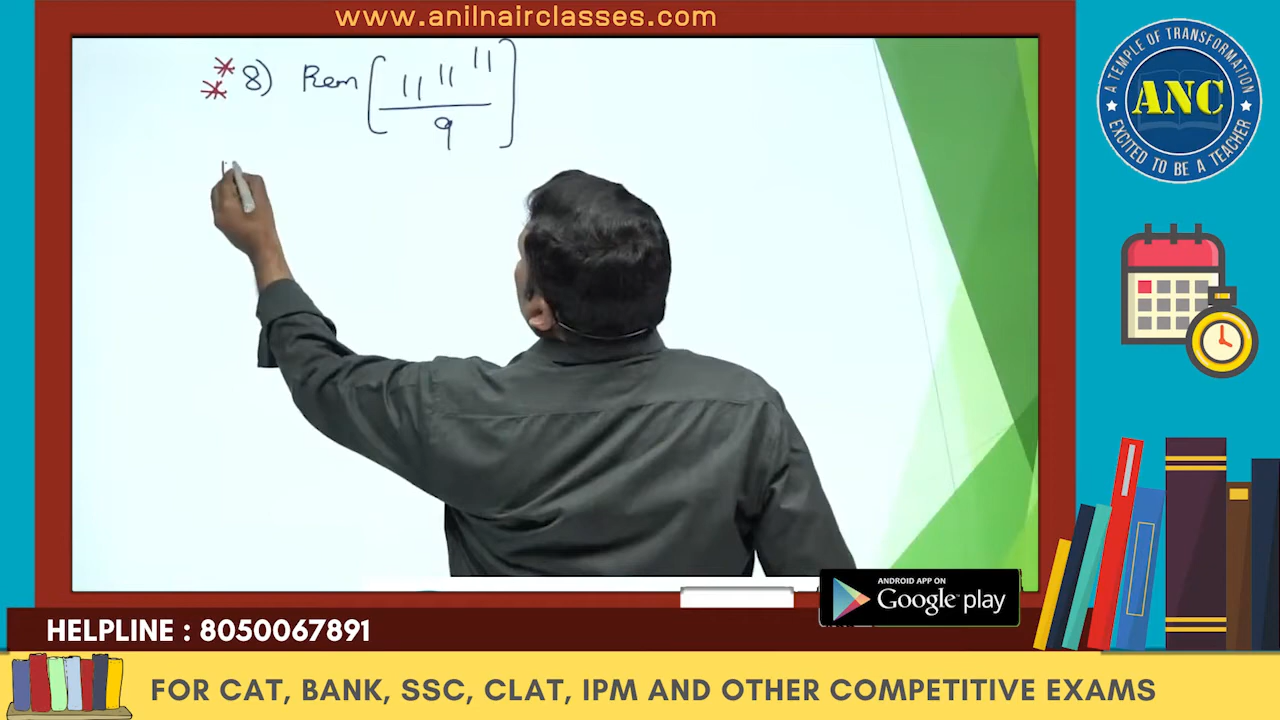 www.anilnairclasses.com
8) Rem [ 11^11^11 / 9 ]
A TEMPLE OF TRANSFORMATION
ANC
EXCITED TO BE A TEACHER
ANDROID APP ON
Google play
HELPLINE : 8050067891
FOR CAT, BANK, SSC, CLAT, IPM AND OTHER COMPETITIVE EXAMS